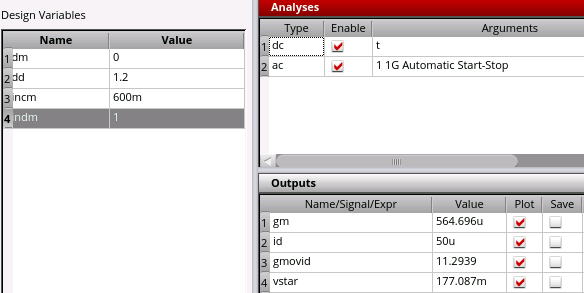 Design Variables
Name Value
1 dm 0
2 dd 1.2
3 ncm 600m
4 ndm 1
Analyses
Type Enable Arguments
1 dc t
2 ac 1 1G Automatic Start-Stop
Outputs
Name/Signal/Expr Value Plot Save
1 gm 564.696u
2 id 50u
3 gmovid 11.2939
4 vstar 177.087m